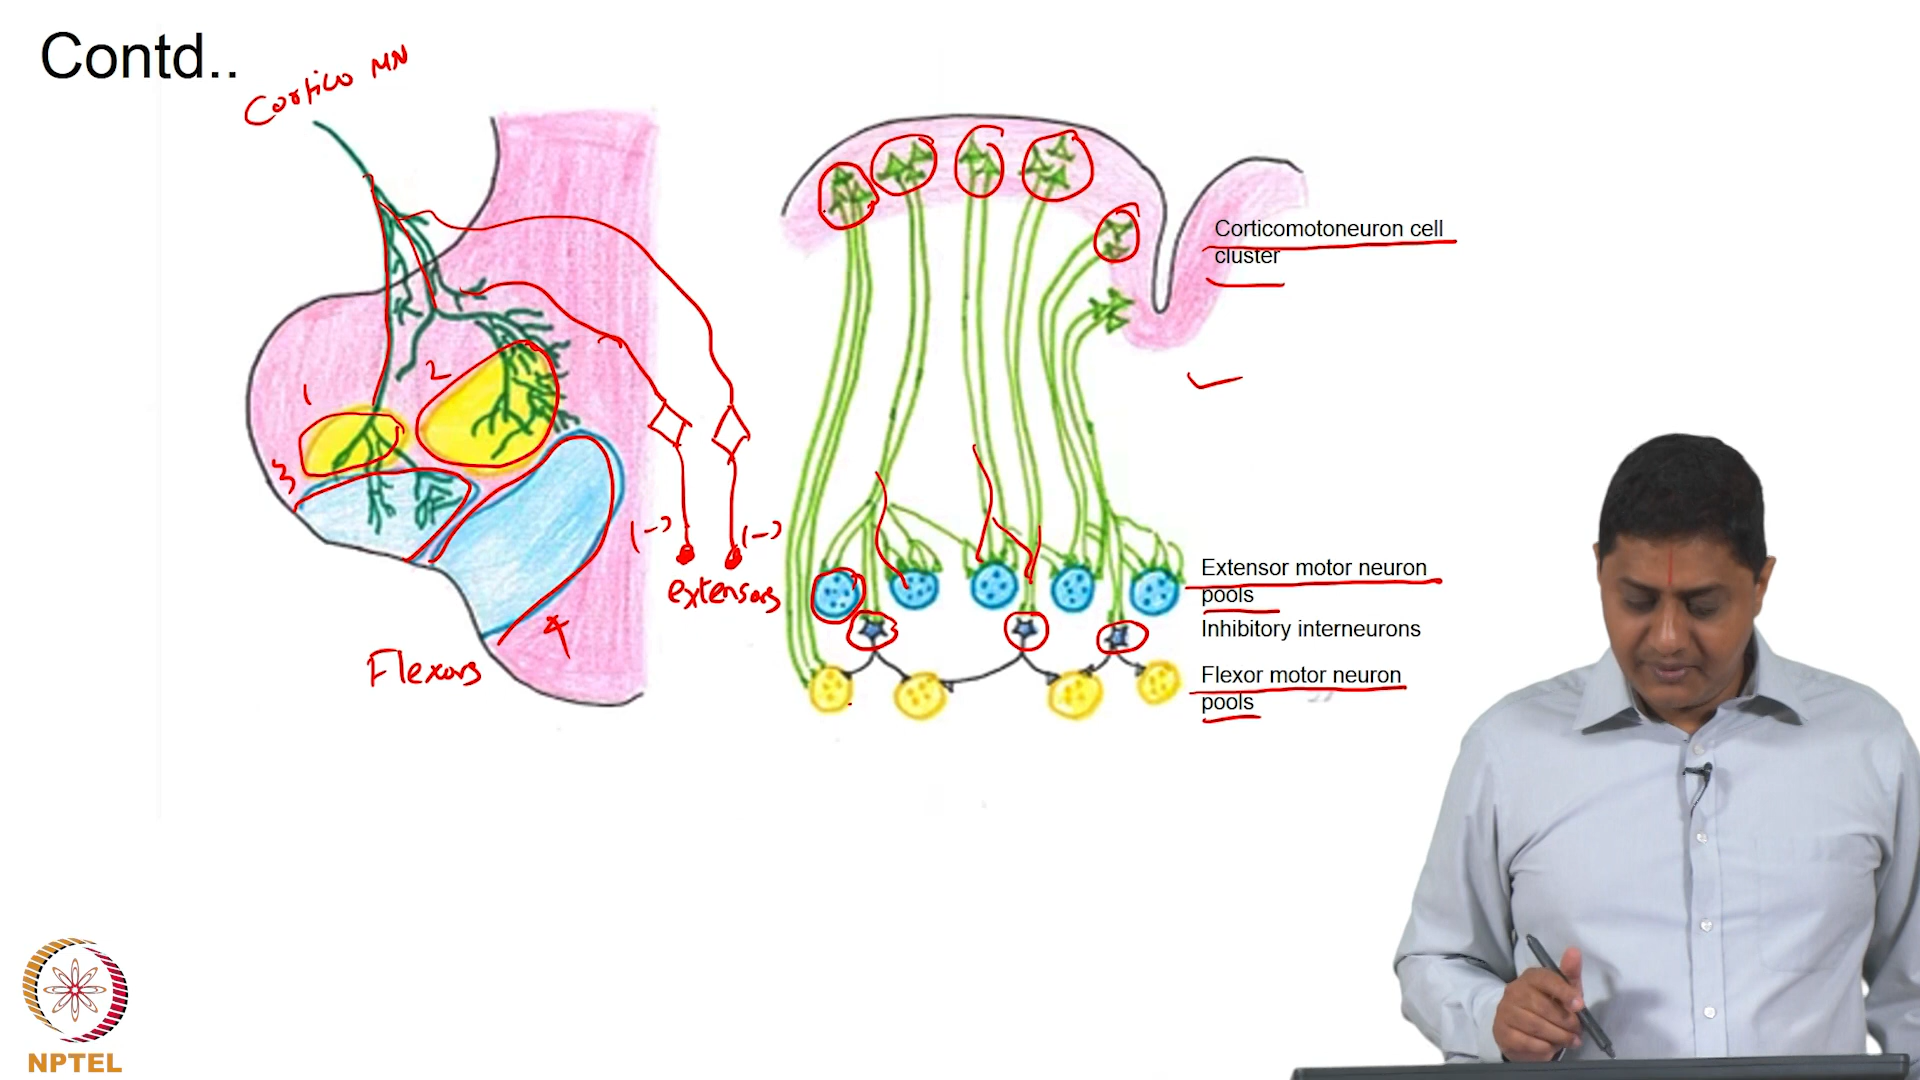 Contd..
Cortico MN
1
2
3
4
Flexors
(-)
(-)
extensors
Corticomotoneuron cell
cluster
Extensor motor neuron
pools
Inhibitory interneurons
Flexor motor neuron
pools
NPTEL